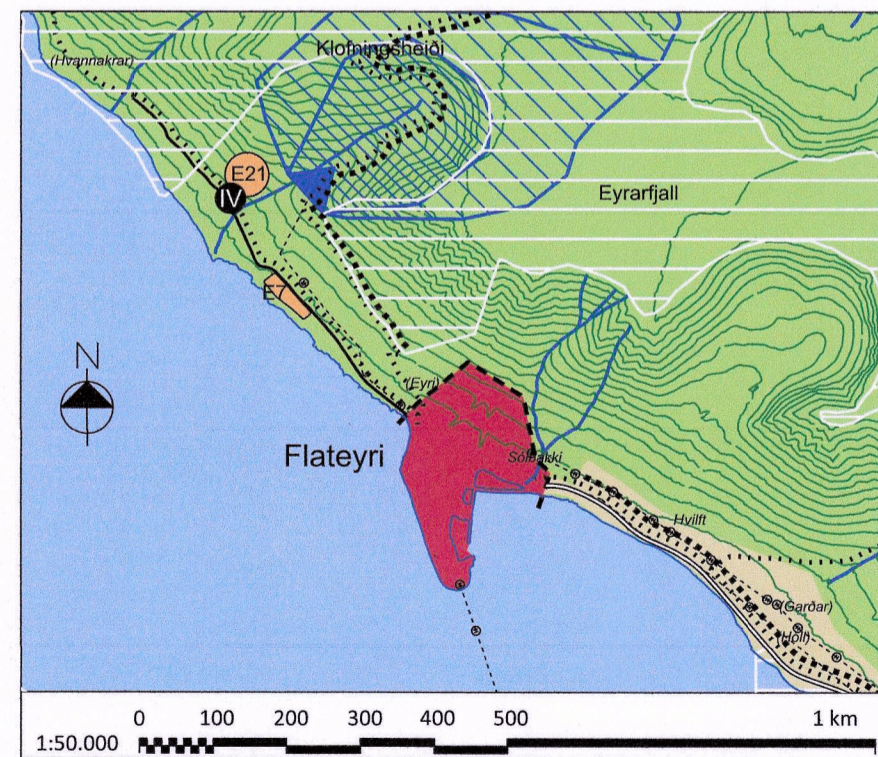 Klofningsheiði
(Hvannakrar)
E21
IV
Eyrarfjall
E7
N
(Eyri)
Flateyri
Sólbakki
Hvilft
(Garðar)
(Hóll)
0 100 200 300 400 500 1 km
1:50.000